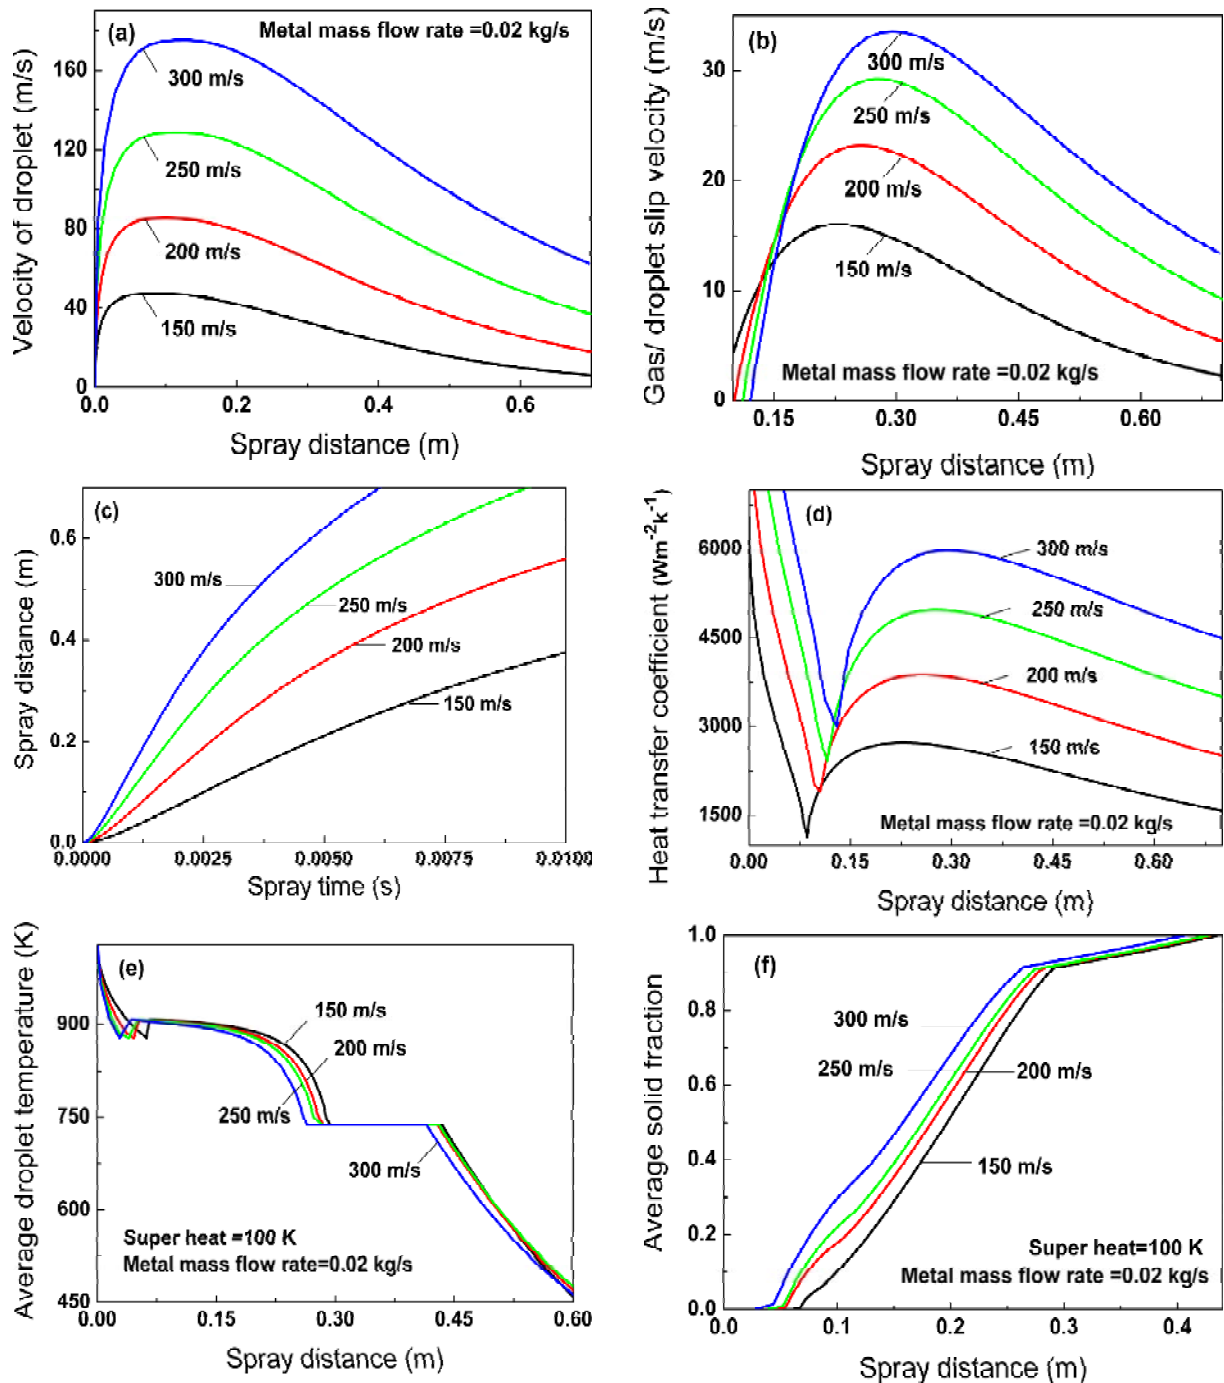 (a)
Metal mass flow rate =0.02 kg/s
Velocity of droplet (m/s)
160
120
80
40
0
300 m/s
250 m/s
200 m/s
150 m/s
0.0 0.2 0.4 0.6
Spray distance (m)
(b)
Gas/ droplet slip velocity (m/s)
30
20
10
0
300 m/s
250 m/s
200 m/s
150 m/s
Metal mass flow rate =0.02 kg/s
0.15 0.30 0.45 0.60
Spray distance (m)
(c)
Spray distance (m)
0.6
0.4
0.2
0.0
300 m/s
250 m/s
200 m/s
150 m/s
0.0000 0.0025 0.0050 0.0075 0.0100
Spray time (s)
(d)
Heat transfer coefficient (Wm⁻²k⁻¹)
6000
4500
3000
1500
300 m/s
250 m/s
200 m/s
150 m/s
Metal mass flow rate =0.02 kg/s
0.00 0.15 0.30 0.45 0.60
Spray distance (m)
(e)
Average droplet temperature (K)
900
750
600
450
150 m/s
200 m/s
250 m/s
300 m/s
Super heat =100 K
Metal mass flow rate=0.02 kg/s
0.00 0.15 0.30 0.45 0.60
Spray distance (m)
(f)
Average solid fraction
1.0
0.8
0.6
0.4
0.2
0.0
300 m/s
250 m/s
200 m/s
150 m/s
Super heat=100 K
Metal mass flow rate =0.02 kg/s
0.0 0.1 0.2 0.3 0.4
Spray distance (m)